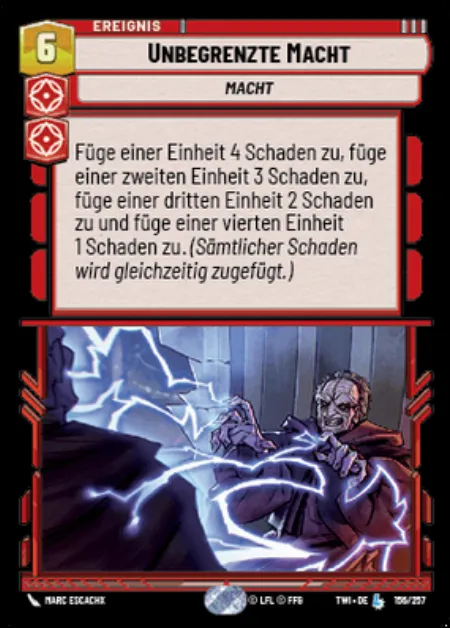 6
EREIGNIS
UNBEGRENZTE MACHT
MACHT
Füge einer Einheit 4 Schaden zu, füge
einer zweiten Einheit 3 Schaden zu,
füge einer dritten Einheit 2 Schaden
zu und füge einer vierten Einheit
1 Schaden zu. (Sämtlicher Schaden
wird gleichzeitig zugefügt.)
MARC ESCACHX © LFL © FFG TWI • DE L 156/257